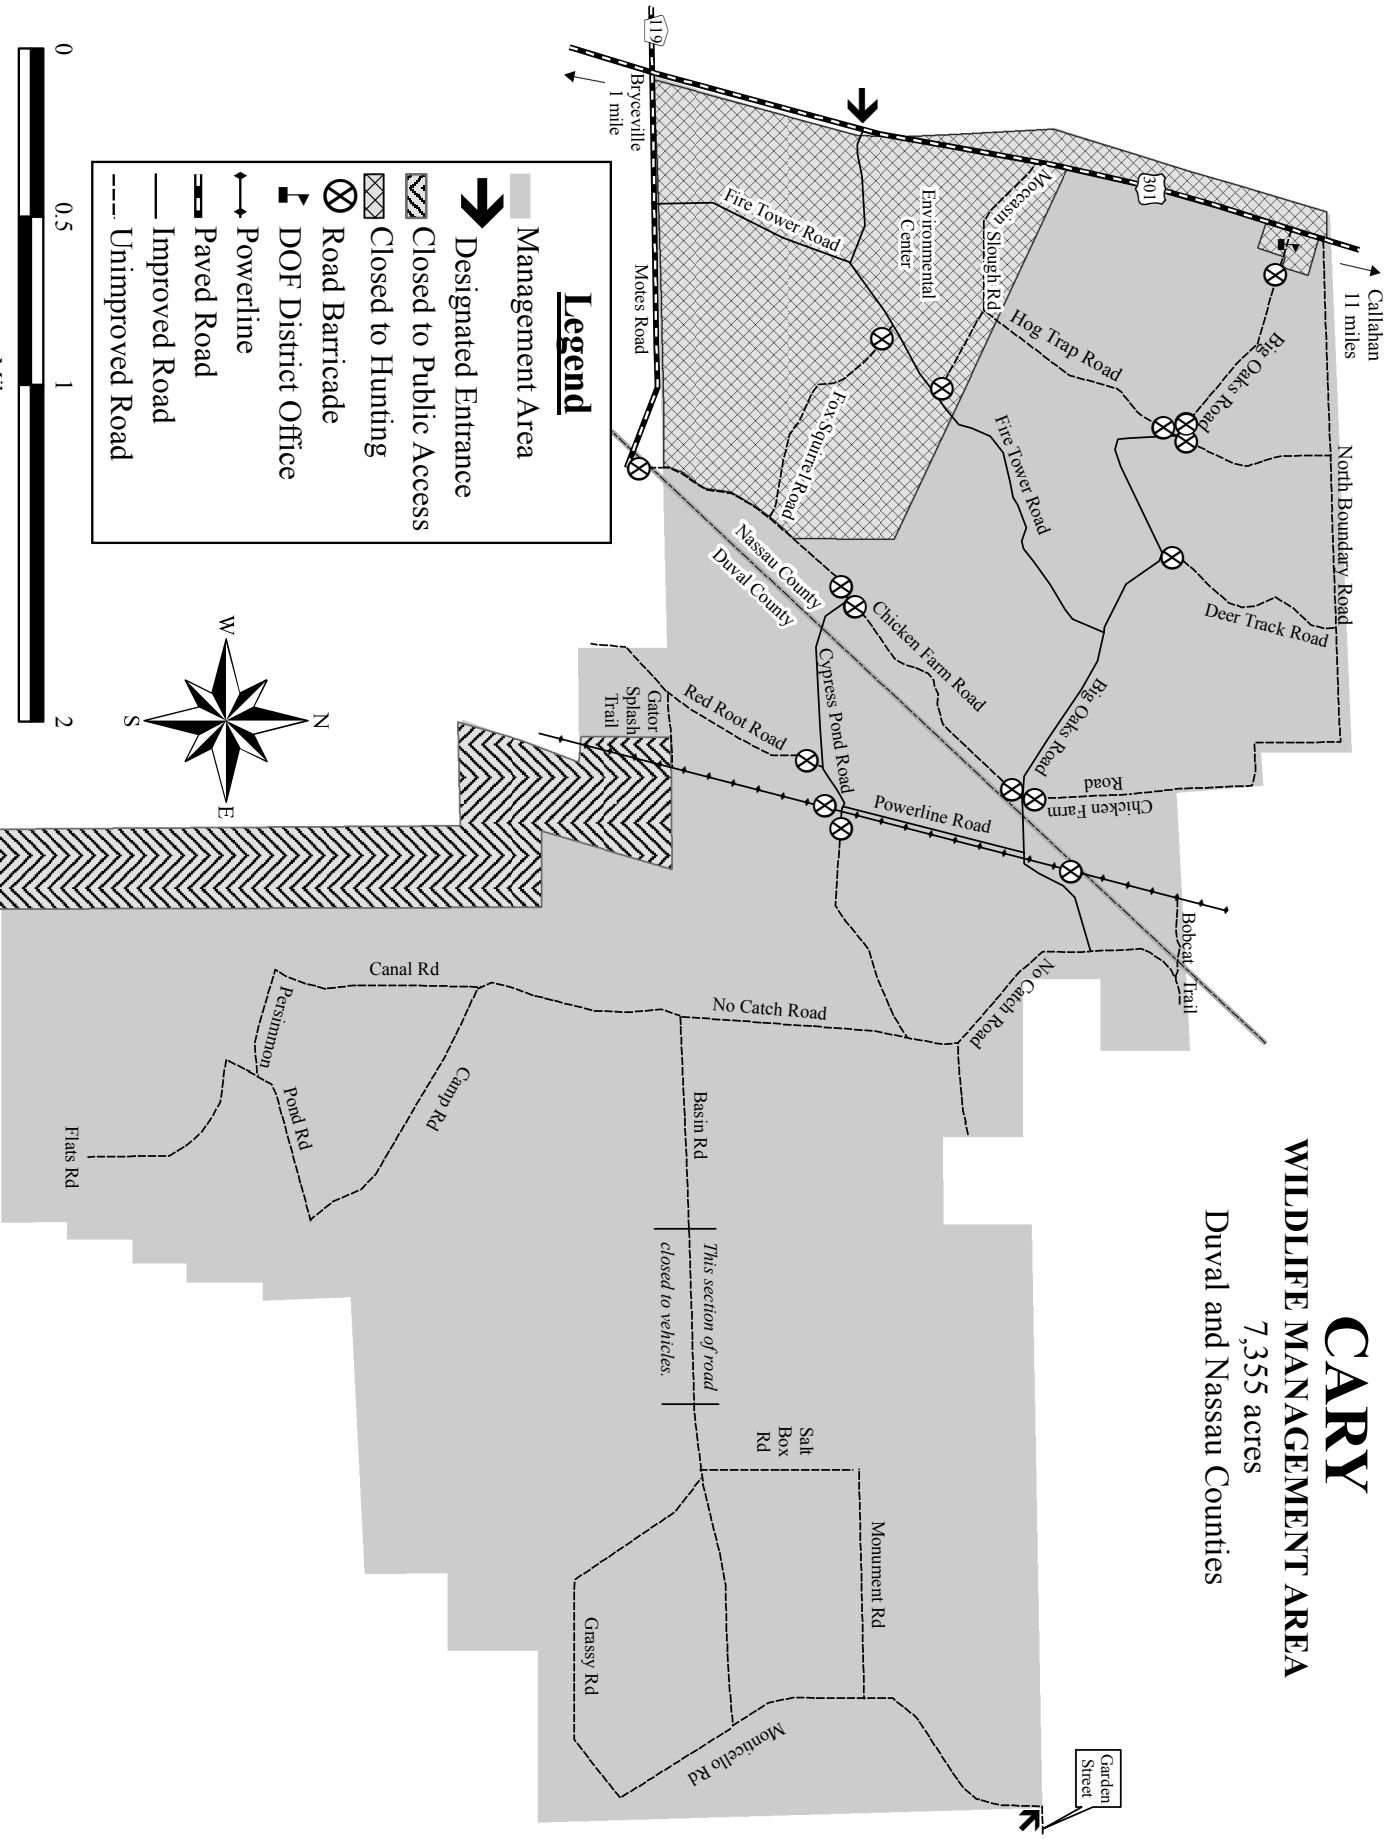 CARY
WILDLIFE MANAGEMENT AREA
7,355 acres
Duval and Nassau Counties
Callahan
11 miles
301
North Boundary Road
Big Oaks Road
Deer Track Road
Hog Trap Road
Moccasin Slough Rd
Environmental
Center
Fire Tower Road
Fire Tower Road
Fox Squirrel Road
Big Oaks Road
Chicken Farm
Road
Chicken Farm Road
Nassau County
Duval County
Cypress Pond Road
Powerline Road
Red Root Road
Gator
Splash
Trail
Bobcat Trail
No Catch Road
No Catch Road
119
Bryceville
1 mile
Motes Road
Canal Rd
Camp Rd
Persimmon
Pond Rd
Flats Rd
Basin Rd
This section of road
closed to vehicles.
Salt
Box
Rd
Monument Rd
Grassy Rd
Monticello Rd
Garden
Street
Legend
Management Area
Designated Entrance
Closed to Public Access
Closed to Hunting
Road Barricade
DOF District Office
Powerline
Paved Road
Improved Road
Unimproved Road
N
W
E
S
0
0.5
1
2